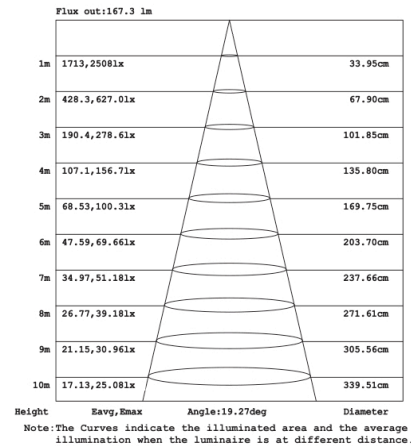 Flux out:167.3 lm
1m 1713,2508lx 33.95cm
2m 428.3,627.0lx 67.90cm
3m 190.4,278.6lx 101.85cm
4m 107.1,156.7lx 135.80cm
5m 68.53,100.3lx 169.75cm
6m 47.59,69.66lx 203.70cm
7m 34.97,51.18lx 237.66cm
8m 26.77,39.18lx 271.61cm
9m 21.15,30.96lx 305.56cm
10m 17.13,25.08lx 339.51cm
Height Eavg,Emax Angle:19.27deg Diameter
Note:The Curves indicate the illuminated area and the average
illumination when the luminaire is at different distance.